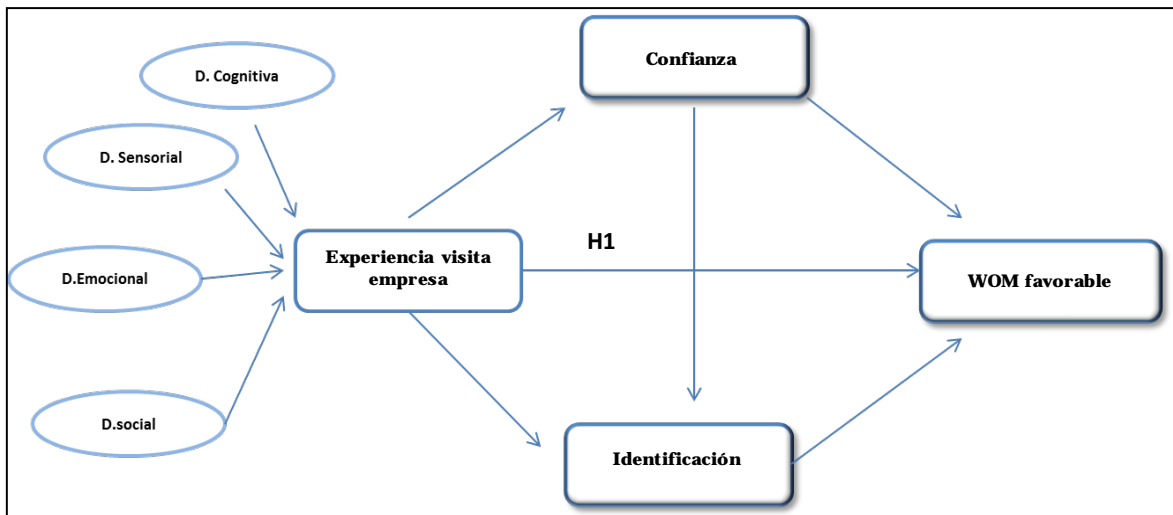 D. Cognitiva
D. Sensorial
D.Emocional
D.social
Experiencia visita
empresa
Confianza
H1
Identificación
WOM favorable